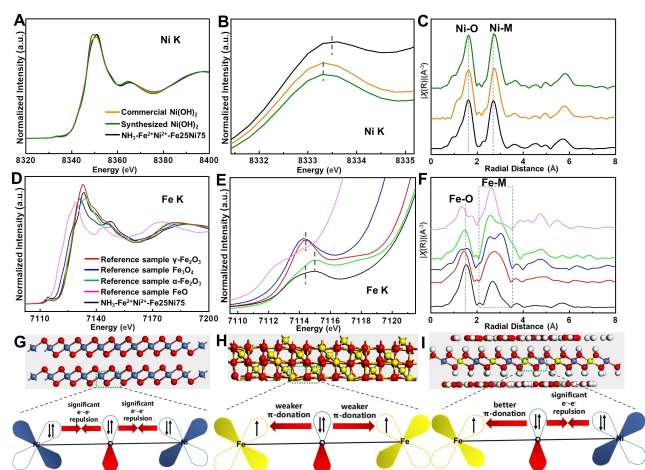 A
Ni K
Normalized Intensity (a.u.)
Commercial Ni(OH)₂
Synthesized Ni(OH)₂
NH₃-Fe²⁺Ni²⁺-Fe25Ni75
8320 8340 8360 8380 8400
Energy (eV)
B
Normalized Intensity (a.u.)
Ni K
8332 8333 8334 8335
Energy (eV)
C
Ni-O Ni-M
|X(R)|(A⁻³)
0 2 4 6 8
Radial Distance (Å)
D
Fe K
Normalized Intensity (a.u.)
Reference sample γ-Fe₂O₃
Reference sample Fe₃O₄
Reference sample α-Fe₂O₃
Reference sample FeO
NH₃-Fe²⁺Ni²⁺-Fe25Ni75
7110 7140 7170 7200
Energy (eV)
E
Normalized Intensity (a.u.)
Fe K
7110 7112 7114 7116 7118 7120
Energy (eV)
F
Fe-M
Fe-O
|X(R)|(A⁻³)
0 2 4 6 8
Radial Distance (Å)
G
significant
e⁻-e⁻
repulsion
significant
e⁻-e⁻
repulsion
Ni O Ni
H
weaker
π-donation
weaker
π-donation
Fe O Fe
I
better
π-donation
significant
e⁻-e⁻
repulsion
Fe O Ni